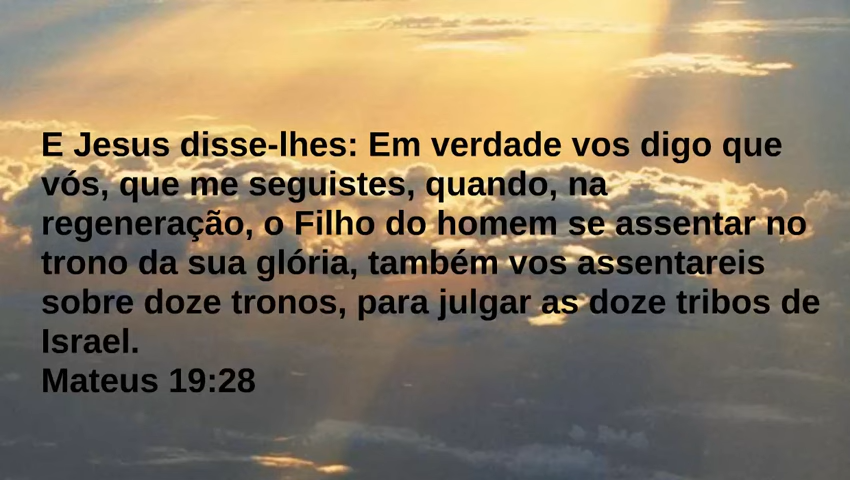 E Jesus disse-lhes: Em verdade vos digo que
vós, que me seguistes, quando, na
regeneração, o Filho do homem se assentar no
trono da sua glória, também vos assentareis
sobre doze tronos, para julgar as doze tribos de
Israel.
Mateus 19:28